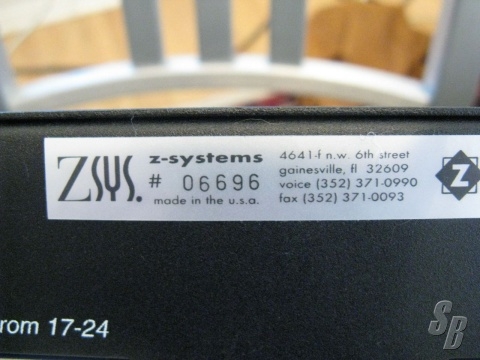 ZSYS.
z-systems
# 06696
made in the u.s.a.
4641-f n.w. 6th street
gainesville, fl 32609
voice (352) 371-0990
fax (352) 371-0093
Z
rom 17-24
SB